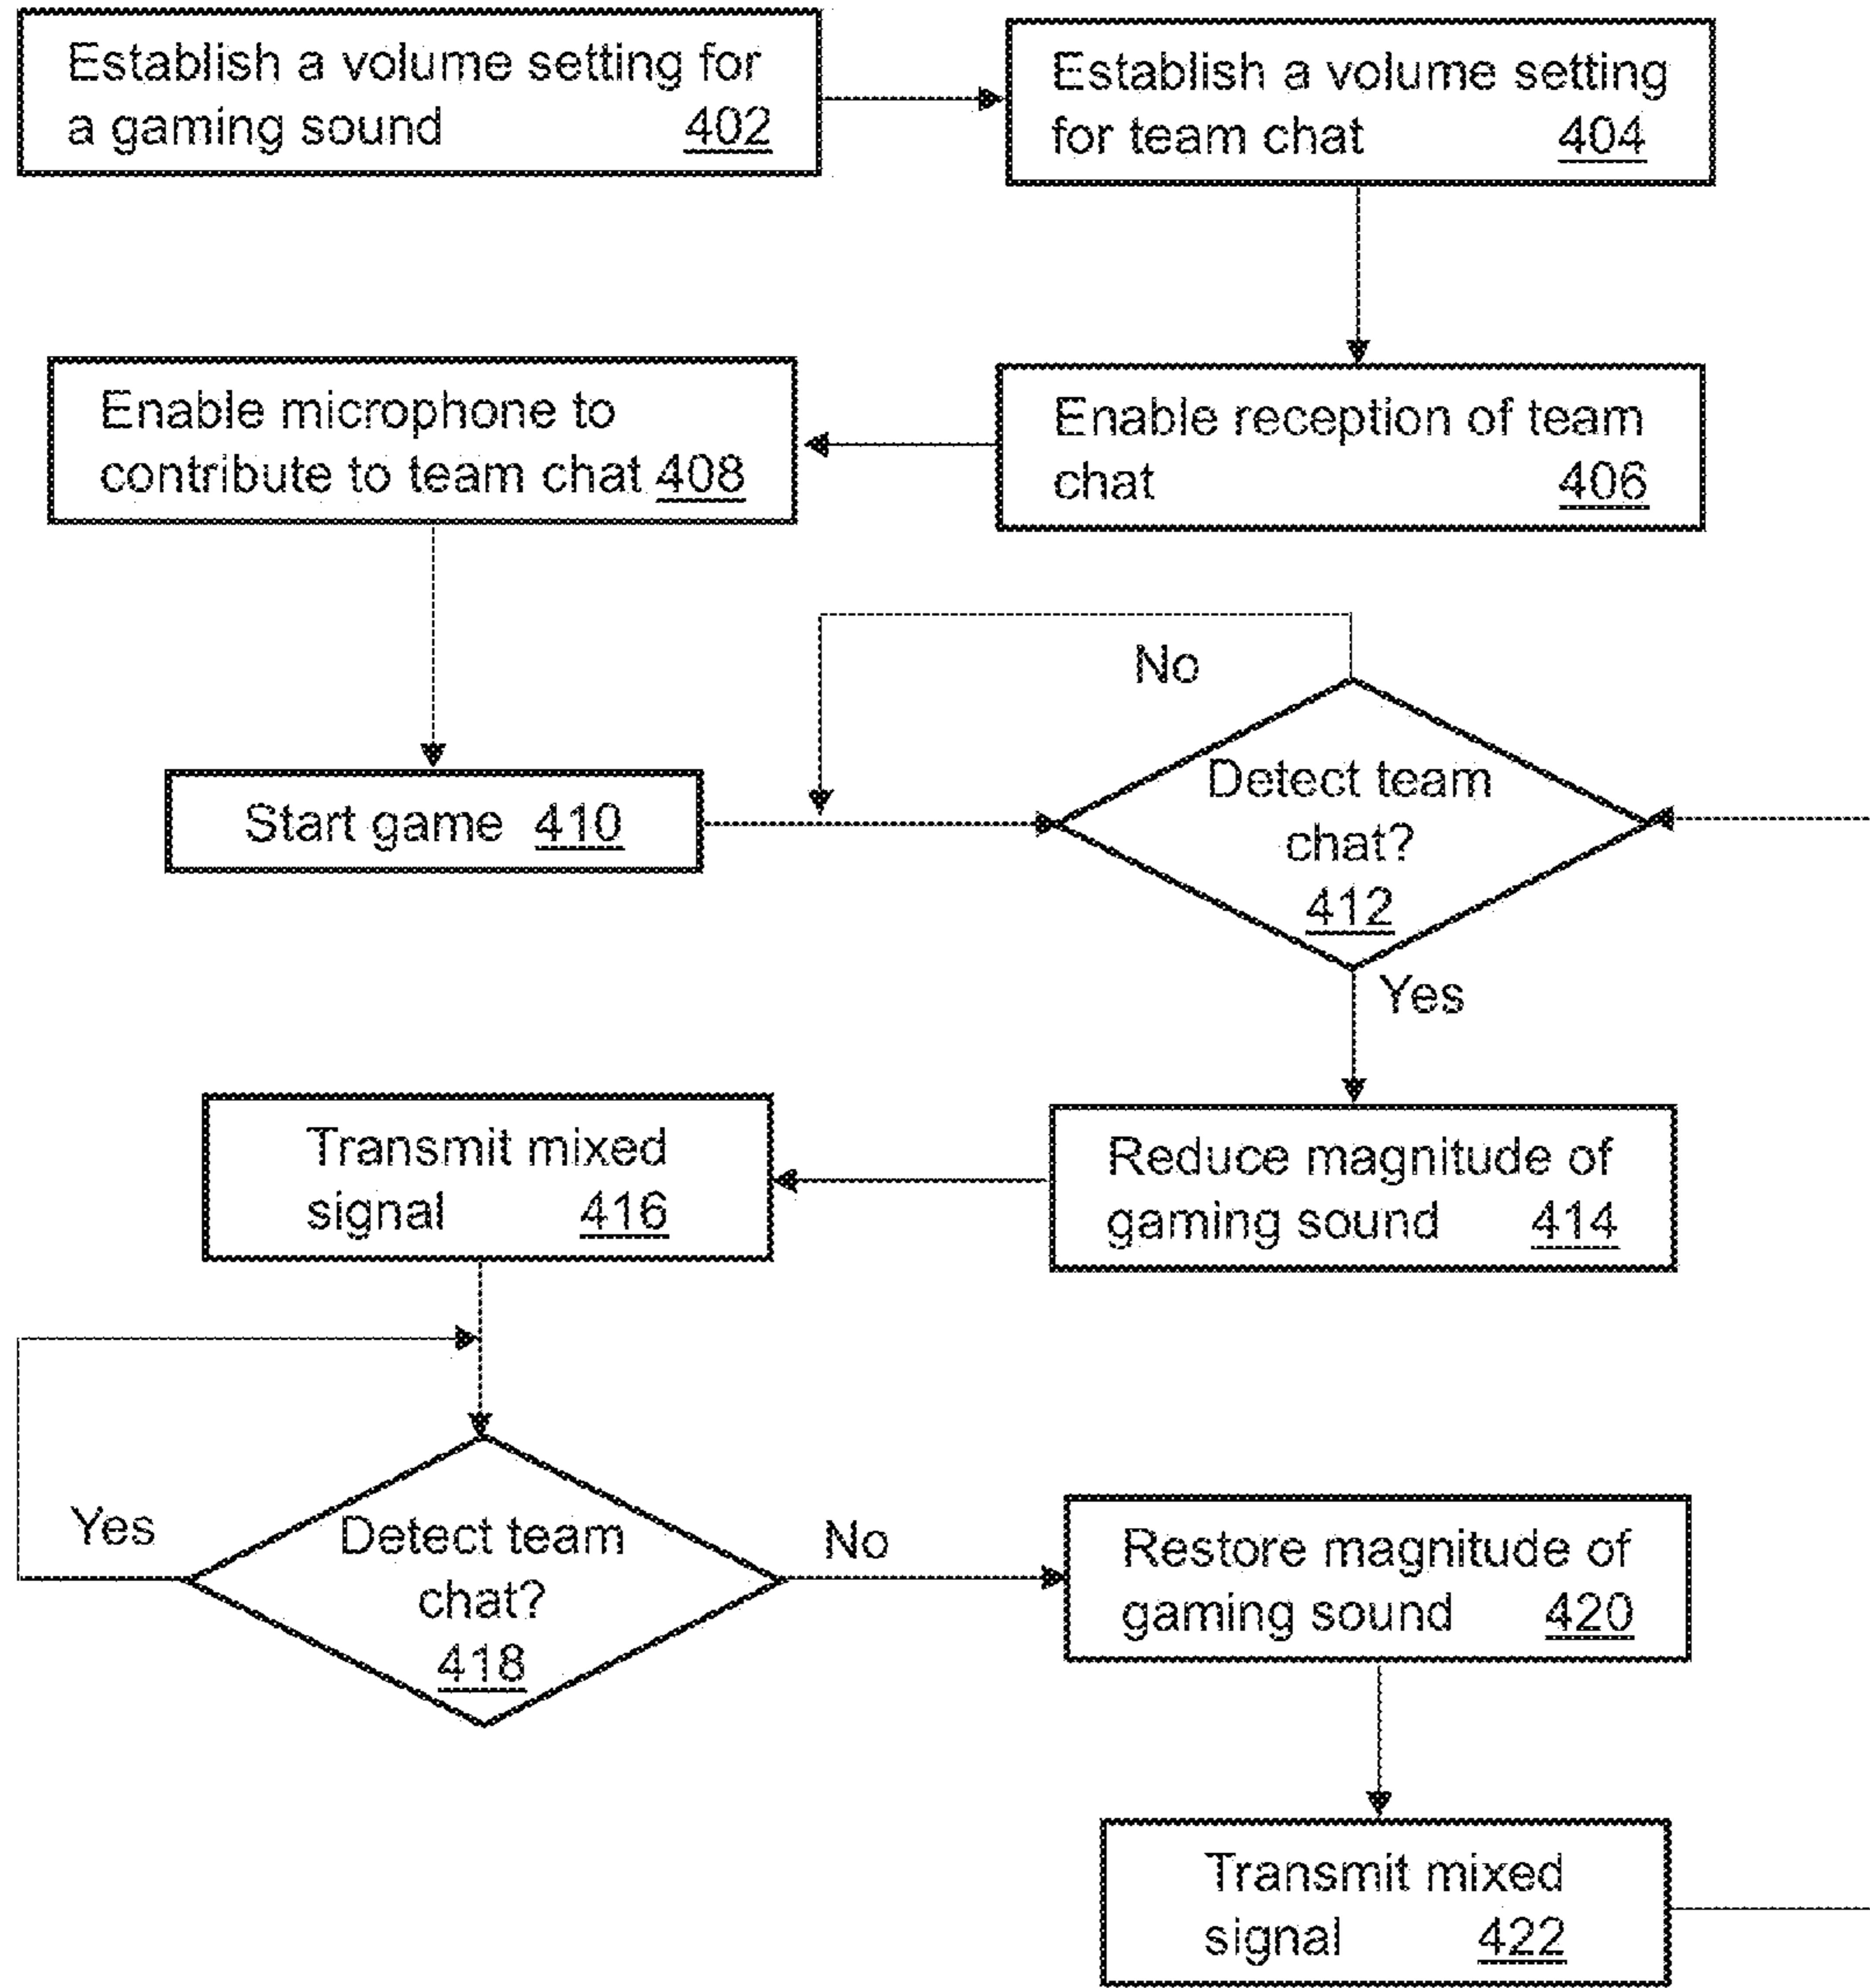 Establish a volume setting for
a gaming sound 402
Establish a volume setting
for team chat 404
Enable microphone to
contribute to team chat 408
Enable reception of team
chat 406
No
Start game 410
Detect team
chat?
412
Yes
Transmit mixed
signal 416
Reduce magnitude of
gaming sound 414
Yes
Detect team
chat?
418
No
Restore magnitude of
gaming sound 420
Transmit mixed
signal 422